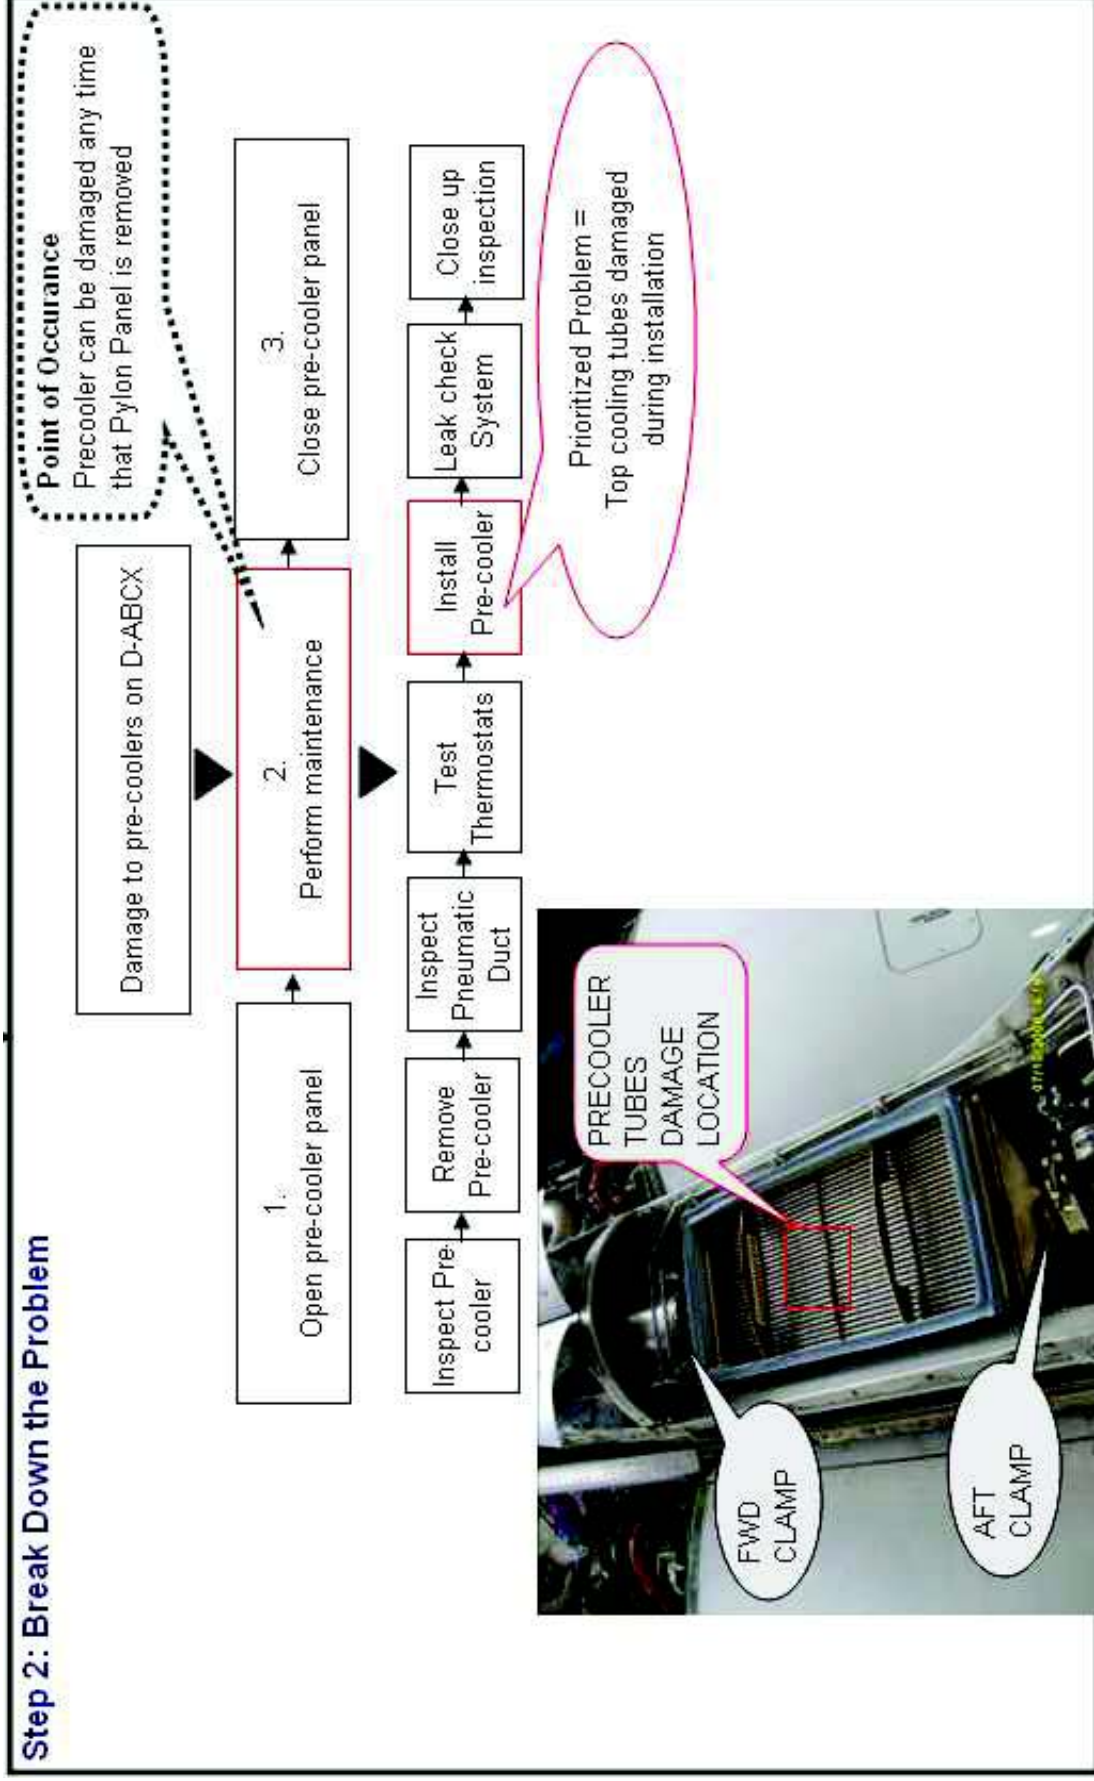 Step 2: Break Down the Problem
Point of Occurance
Precooler can be damaged any time
that Pylon Panel is removed
Damage to pre-coolers on D-ABCX
1.
Open pre-cooler panel
2.
Perform maintenance
3.
Close pre-cooler panel
Inspect Pre-
cooler
Remove
Pre-cooler
Inspect
Pneumatic
Duct
Test
Thermostats
Install
Pre-cooler
Leak check
System
Close up
inspection
Prioritized Problem =
Top cooling tubes damaged
during installation
PRECOOLER
TUBES
DAMAGE
LOCATION
FWD
CLAMP
AFT
CLAMP